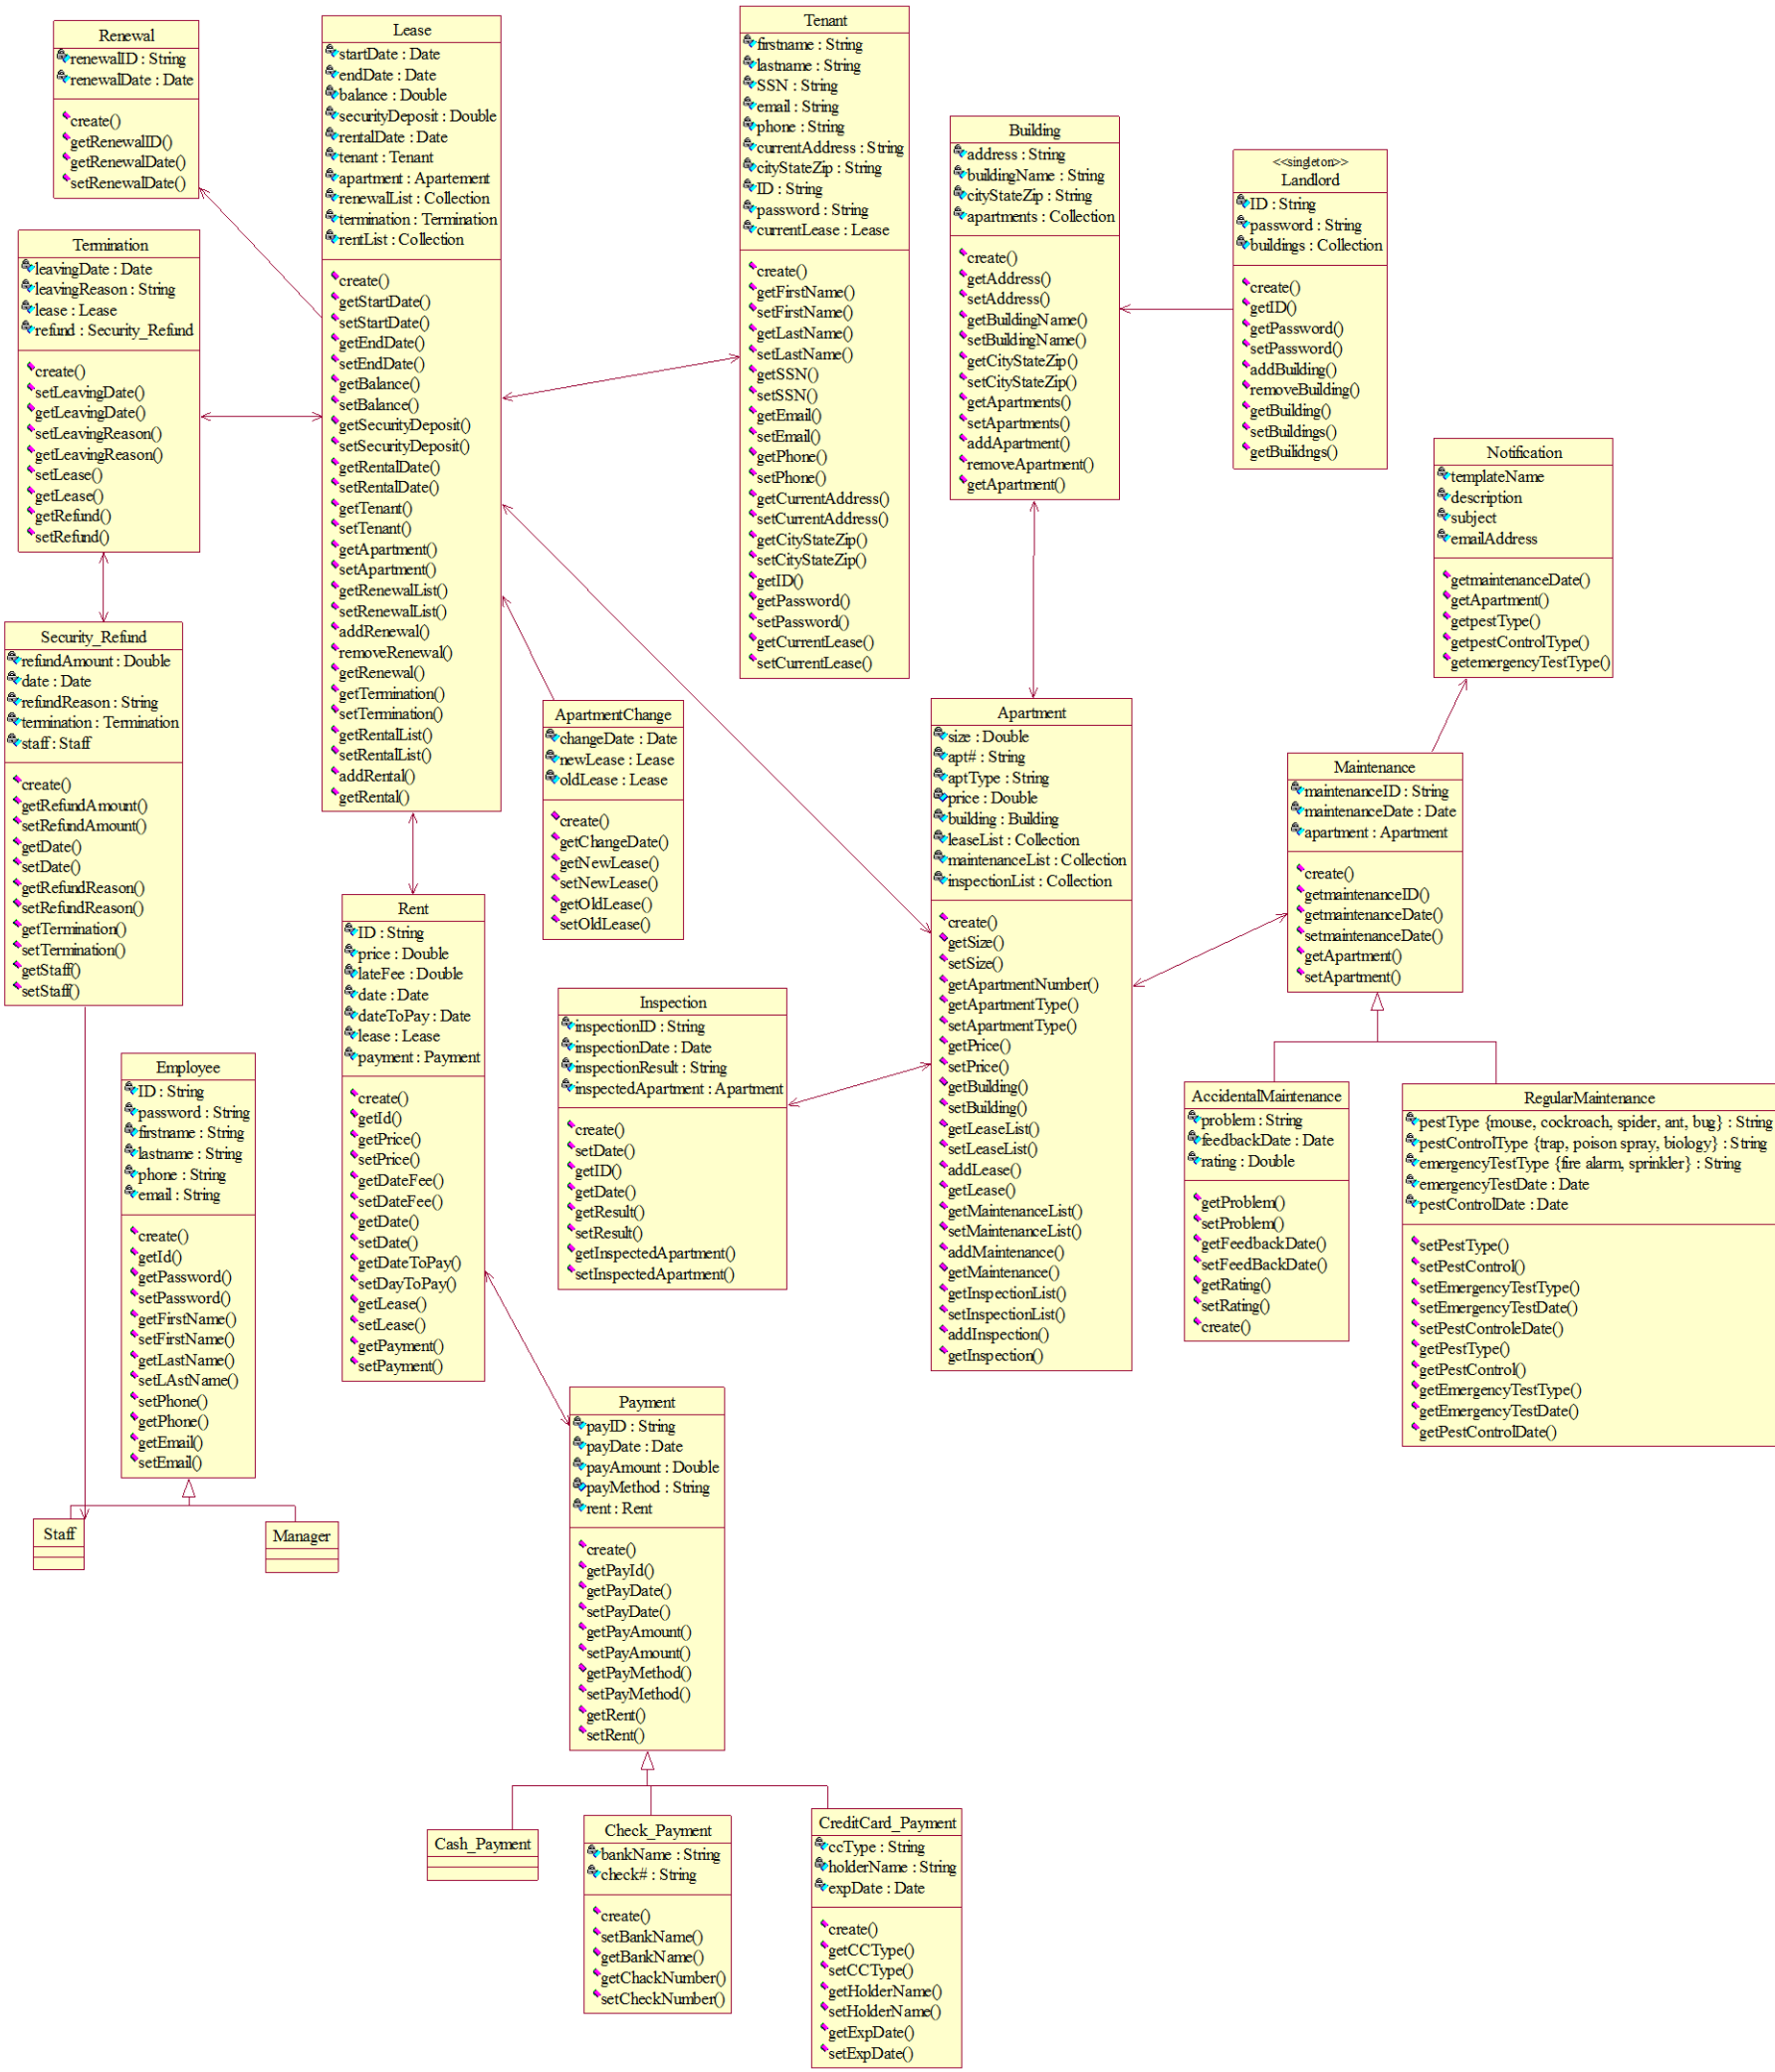 Renewal
renewalID : String
renewalDate : Date
create()
getRenewalID()
getRenewalDate()
setRenewalDate()
Termination
leavingDate : Date
leavingReason : String
lease : Lease
refund : Security_Refund
create()
setLeavingDate()
getLeavingDate()
setLeavingReason()
getLeavingReason()
setLease()
getLease()
getRefund()
setRefund()
Security_Refund
refundAmount : Double
date : Date
refundReason : String
termination : Termination
staff : Staff
create()
getRefundAmount()
setRefundAmount()
getDate()
setDate()
getRefundReason()
setRefundReason()
getTermination()
setTermination()
getStaff()
setStaff()
Employee
ID : String
password : String
firstname : String
lastname : String
phone : String
email : String
create()
getId()
getPassword()
setPassword()
getFirstName()
setFirstName()
getLastName()
setLAstName()
setPhone()
getPhone()
getEmail()
setEmail()
Staff
Manager
Lease
startDate : Date
endDate : Date
balance : Double
securityDeposit : Double
rentalDate : Date
tenant : Tenant
apartment : Apartement
renewalList : Collection
termination : Termination
rentList : Collection
create()
getStartDate()
setStartDate()
getEndDate()
setEndDate()
getBalance()
setBalance()
getSecurityDeposit()
setSecurityDeposit()
getRentalDate()
setRentalDate()
getTenant()
setTenant()
getApartment()
setApartment()
getRenewalList()
setRenewalList()
addRenewal()
removeRenewal()
getRenewal()
getTermination()
setTermination()
getRentalList()
setRentalList()
addRental()
getRental()
Rent
ID : String
price : Double
lateFee : Double
date : Date
dateToPay : Date
lease : Lease
payment : Payment
create()
getId()
getPrice()
setPrice()
getDateFee()
setDateFee()
getDate()
setDate()
getDateToPay()
setDayToPay()
getLease()
setLease()
getPayment()
setPayment()
ApartmentChange
changeDate : Date
newLease : Lease
oldLease : Lease
create()
getChangeDate()
getNewLease()
setNewLease()
getOldLease()
setOldLease()
Inspection
inspectionID : String
inspectionDate : Date
inspectionResult : String
inspectedApartment : Apartment
create()
setDate()
getID()
getDate()
getResult()
setResult()
getInspectedApartment()
setInspectedApartment()
Payment
payID : String
payDate : Date
payAmount : Double
payMethod : String
rent : Rent
create()
getPayId()
getPayDate()
setPayDate()
getPayAmount()
setPayAmount()
getPayMethod()
setPayMethod()
getRent()
setRent()
Cash_Payment
Check_Payment
bankName : String
check# : String
create()
setBankName()
getBankName()
getChackNumber()
setCheckNumber()
CreditCard_Payment
ccType : String
holderName : String
expDate : Date
create()
getCCType()
setCCType()
getHolderName()
setHolderName()
getExpDate()
setExpDate()
Tenant
firstname : String
lastname : String
SSN : String
email : String
phone : String
currentAddress : String
cityStateZip : String
ID : String
password : String
currentLease : Lease
create()
getFirstName()
setFirstName()
getLastName()
setLastName()
getSSN()
setSSN()
getEmail()
setEmail()
getPhone()
setPhone()
getCurrentAddress()
setCurrentAddress()
getCityStateZip()
setCityStateZip()
getID()
getPassword()
setPassword()
getCurrentLease()
setCurrentLease()
Building
address : String
buildingName : String
cityStateZip : String
apartments : Collection
create()
getAddress()
setAddress()
getBuildingName()
setBuildingName()
getCityStateZip()
setCityStateZip()
getApartments()
setApartments()
addApartment()
removeApartment()
getApartment()
<<singleton>>
Landlord
ID : String
password : String
buildings : Collection
create()
getID()
getPassword()
setPassword()
addBuilding()
removeBuilding()
getBuilding()
setBuildings()
getBuilidngs()
Apartment
size : Double
apt# : String
aptType : String
price : Double
building : Building
leaseList : Collection
maintenanceList : Collection
inspectionList : Collection
create()
getSize()
setSize()
getApartmentNumber()
getApartmentType()
setApartmentType()
getPrice()
setPrice()
getBuilding()
setBuilding()
getLeaseList()
setLeaseList()
addLease()
getLease()
getMaintenanceList()
setMaintenanceList()
addMaintenance()
getMaintenance()
getInspectionList()
setInspectionList()
addInspection()
getInspection()
Notification
templateName
description
subject
emailAddress
getmaintenanceDate()
getApartment()
getpestType()
getpestControlType()
getemergencyTestType()
Maintenance
maintenanceID : String
maintenanceDate : Date
apartment : Apartment
create()
getmaintenanceID()
getmaintenanceDate()
setmaintenanceDate()
getApartment()
setApartment()
AccidentalMaintenance
problem : String
feedbackDate : Date
rating : Double
getProblem()
setProblem()
getFeedbackDate()
setFeedBackDate()
getRating()
setRating()
create()
RegularMaintenance
pestType {mouse, cockroach, spider, ant, bug} : String
pestControlType {trap, poison spray, biology} : String
emergencyTestType {fire alarm, sprinkler} : String
emergencyTestDate : Date
pestControlDate : Date
setPestType()
setPestControl()
setEmergencyTestType()
setEmergencyTestDate()
setPestControleDate()
getPestType()
getPestControl()
getEmergencyTestType()
getEmergencyTestDate()
getPestControlDate()